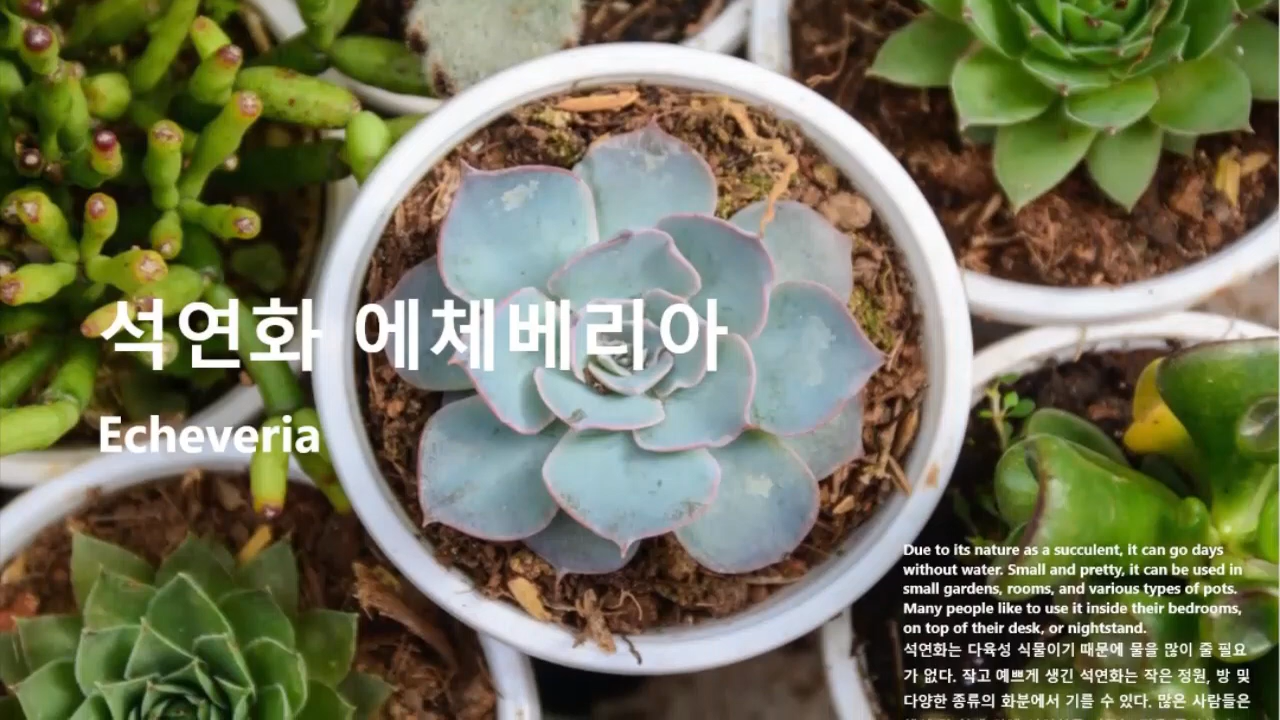 석연화 에체베리아
Echeveria
Due to its nature as a succulent, it can go days
without water. Small and pretty, it can be used in
small gardens, rooms, and various types of pots.
Many people like to use it inside their bedrooms,
on top of their desk, or nightstand.
석연화는 다육성 식물이기 때문에 물을 많이 줄 필요
가 없다. 작고 예쁘게 생긴 석연화는 작은 정원, 방 및
다양한 종류의 화분에서 기를 수 있다. 많은 사람들은